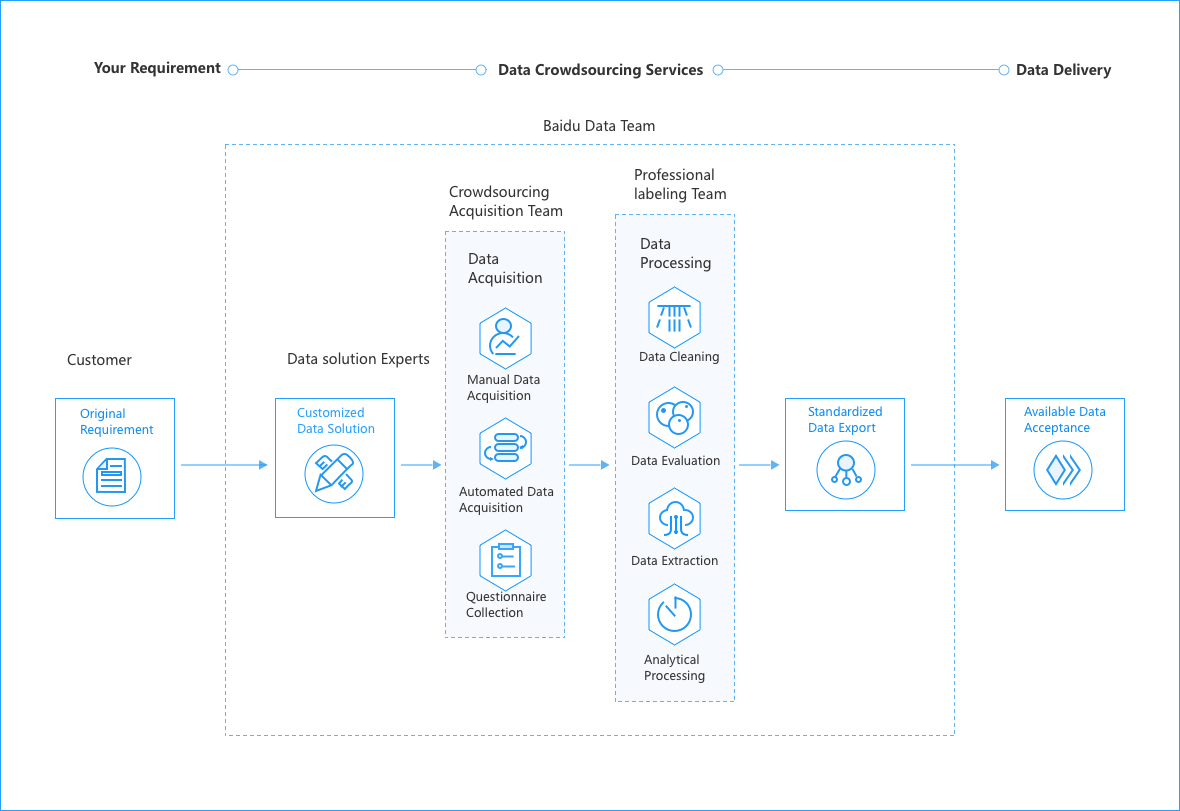 Your Requirement
Data Crowdsourcing Services
Data Delivery
Baidu Data Team
Customer
Original
Requirement
Data solution Experts
Customized
Data Solution
Crowdsourcing
Acquisition Team
Data
Acquisition
Manual Data
Acquisition
Automated Data
Acquisition
Questionnaire
Collection
Professional
labeling Team
Data
Processing
Data Cleaning
Data Evaluation
Data Extraction
Analytical
Processing
Standardized
Data Export
Available Data
Acceptance